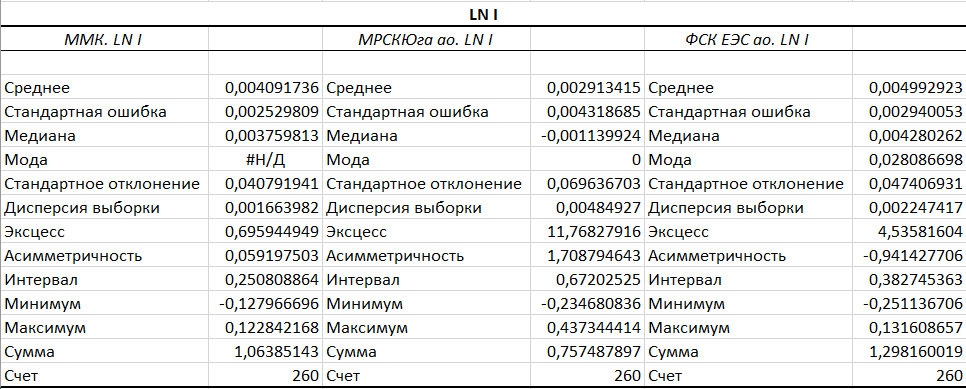 LN I
ММК. LN I МРСКЮга ао. LN I ФСК ЕЭС ао. LN I
Среднее 0,004091736 Среднее 0,002913415 Среднее 0,004992923
Стандартная ошибка 0,002529809 Стандартная ошибка 0,004318685 Стандартная ошибка 0,002940053
Медиана 0,003759813 Медиана -0,001139924 Медиана 0,004280262
Мода #Н/Д Мода 0 Мода 0,028086698
Стандартное отклонение 0,040791941 Стандартное отклонение 0,069636703 Стандартное отклонение 0,047406931
Дисперсия выборки 0,001663982 Дисперсия выборки 0,00484927 Дисперсия выборки 0,002247417
Эксцесс 0,695944949 Эксцесс 11,76827916 Эксцесс 4,53581604
Асимметричность 0,059197503 Асимметричность 1,708794643 Асимметричность -0,941427706
Интервал 0,250808864 Интервал 0,67202525 Интервал 0,382745363
Минимум -0,127966696 Минимум -0,234680836 Минимум -0,251136706
Максимум 0,122842168 Максимум 0,437344414 Максимум 0,131608657
Сумма 1,06385143 Сумма 0,757487897 Сумма 1,298160019
Счет 260 Счет 260 Счет 260